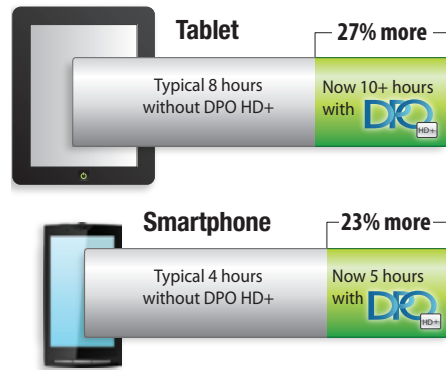 Tablet
27% more
Typical 8 hours
without DPO HD+
Now 10+ hours
with DPO
HD+
Smartphone
23% more
Typical 4 hours
without DPO HD+
Now 5 hours
with DPO
HD+